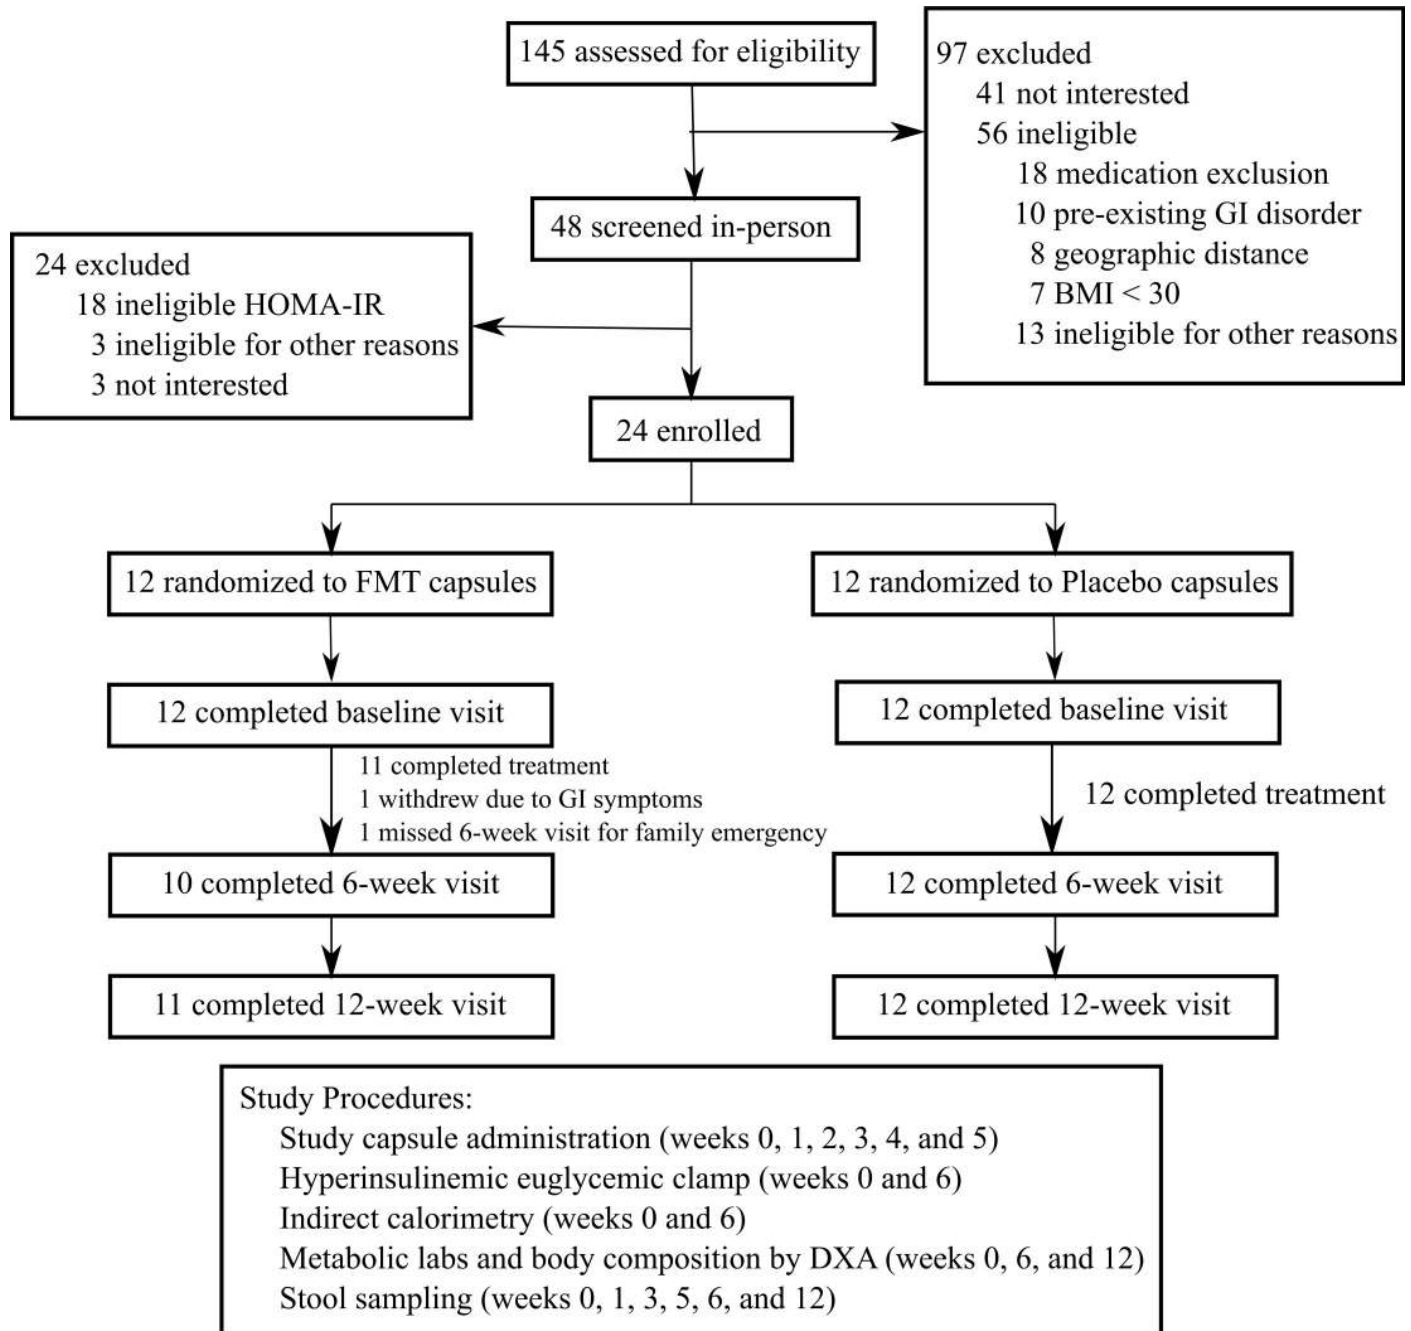 145 assessed for eligibility
97 excluded
41 not interested
56 ineligible
18 medication exclusion
10 pre-existing GI disorder
8 geographic distance
7 BMI < 30
13 ineligible for other reasons
48 screened in-person
24 excluded
18 ineligible HOMA-IR
3 ineligible for other reasons
3 not interested
24 enrolled
12 randomized to FMT capsules
12 randomized to Placebo capsules
12 completed baseline visit
12 completed baseline visit
11 completed treatment
1 withdrew due to GI symptoms
1 missed 6-week visit for family emergency
12 completed treatment
10 completed 6-week visit
12 completed 6-week visit
11 completed 12-week visit
12 completed 12-week visit
Study Procedures:
Study capsule administration (weeks 0, 1, 2, 3, 4, and 5)
Hyperinsulinemic euglycemic clamp (weeks 0 and 6)
Indirect calorimetry (weeks 0 and 6)
Metabolic labs and body composition by DXA (weeks 0, 6, and 12)
Stool sampling (weeks 0, 1, 3, 5, 6, and 12)